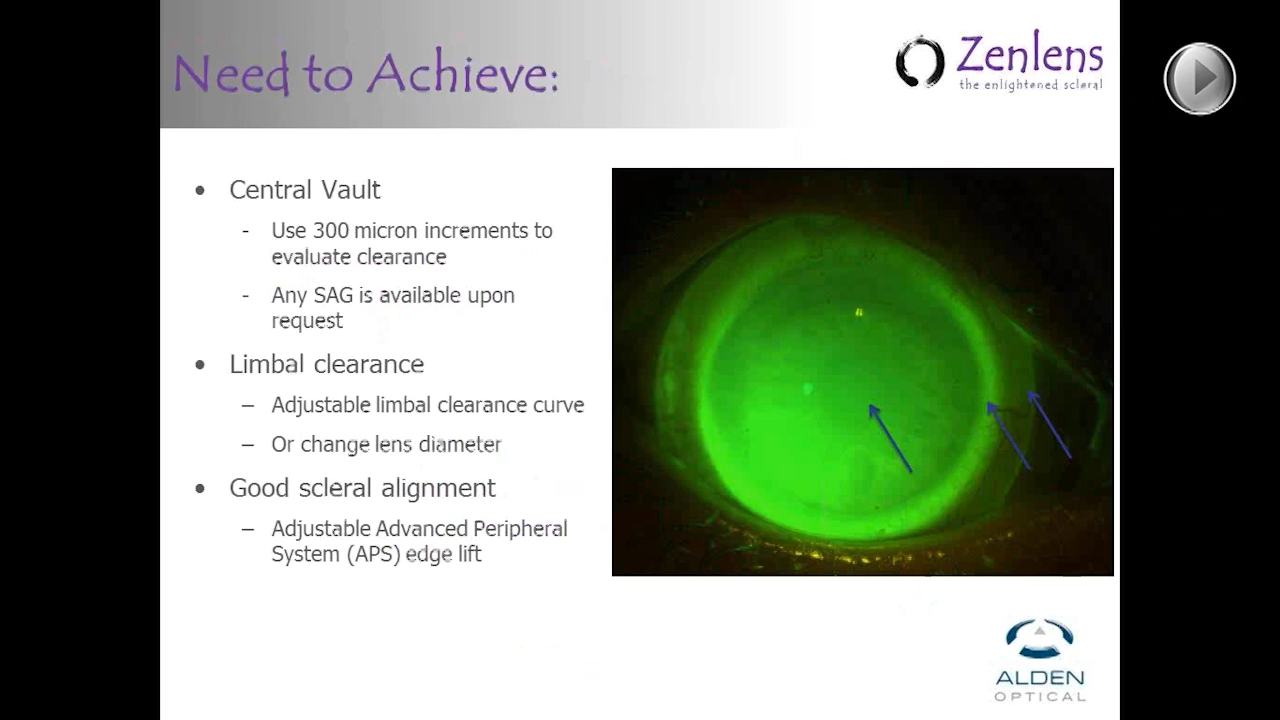 Need to Achieve:
Zenlens
the enlightened scleral
• Central Vault
- Use 300 micron increments to
evaluate clearance
- Any SAG is available upon
request
• Limbal clearance
– Adjustable limbal clearance curve
– Or change lens diameter
• Good scleral alignment
– Adjustable Advanced Peripheral
System (APS) edge lift
ALDEN
OPTICAL